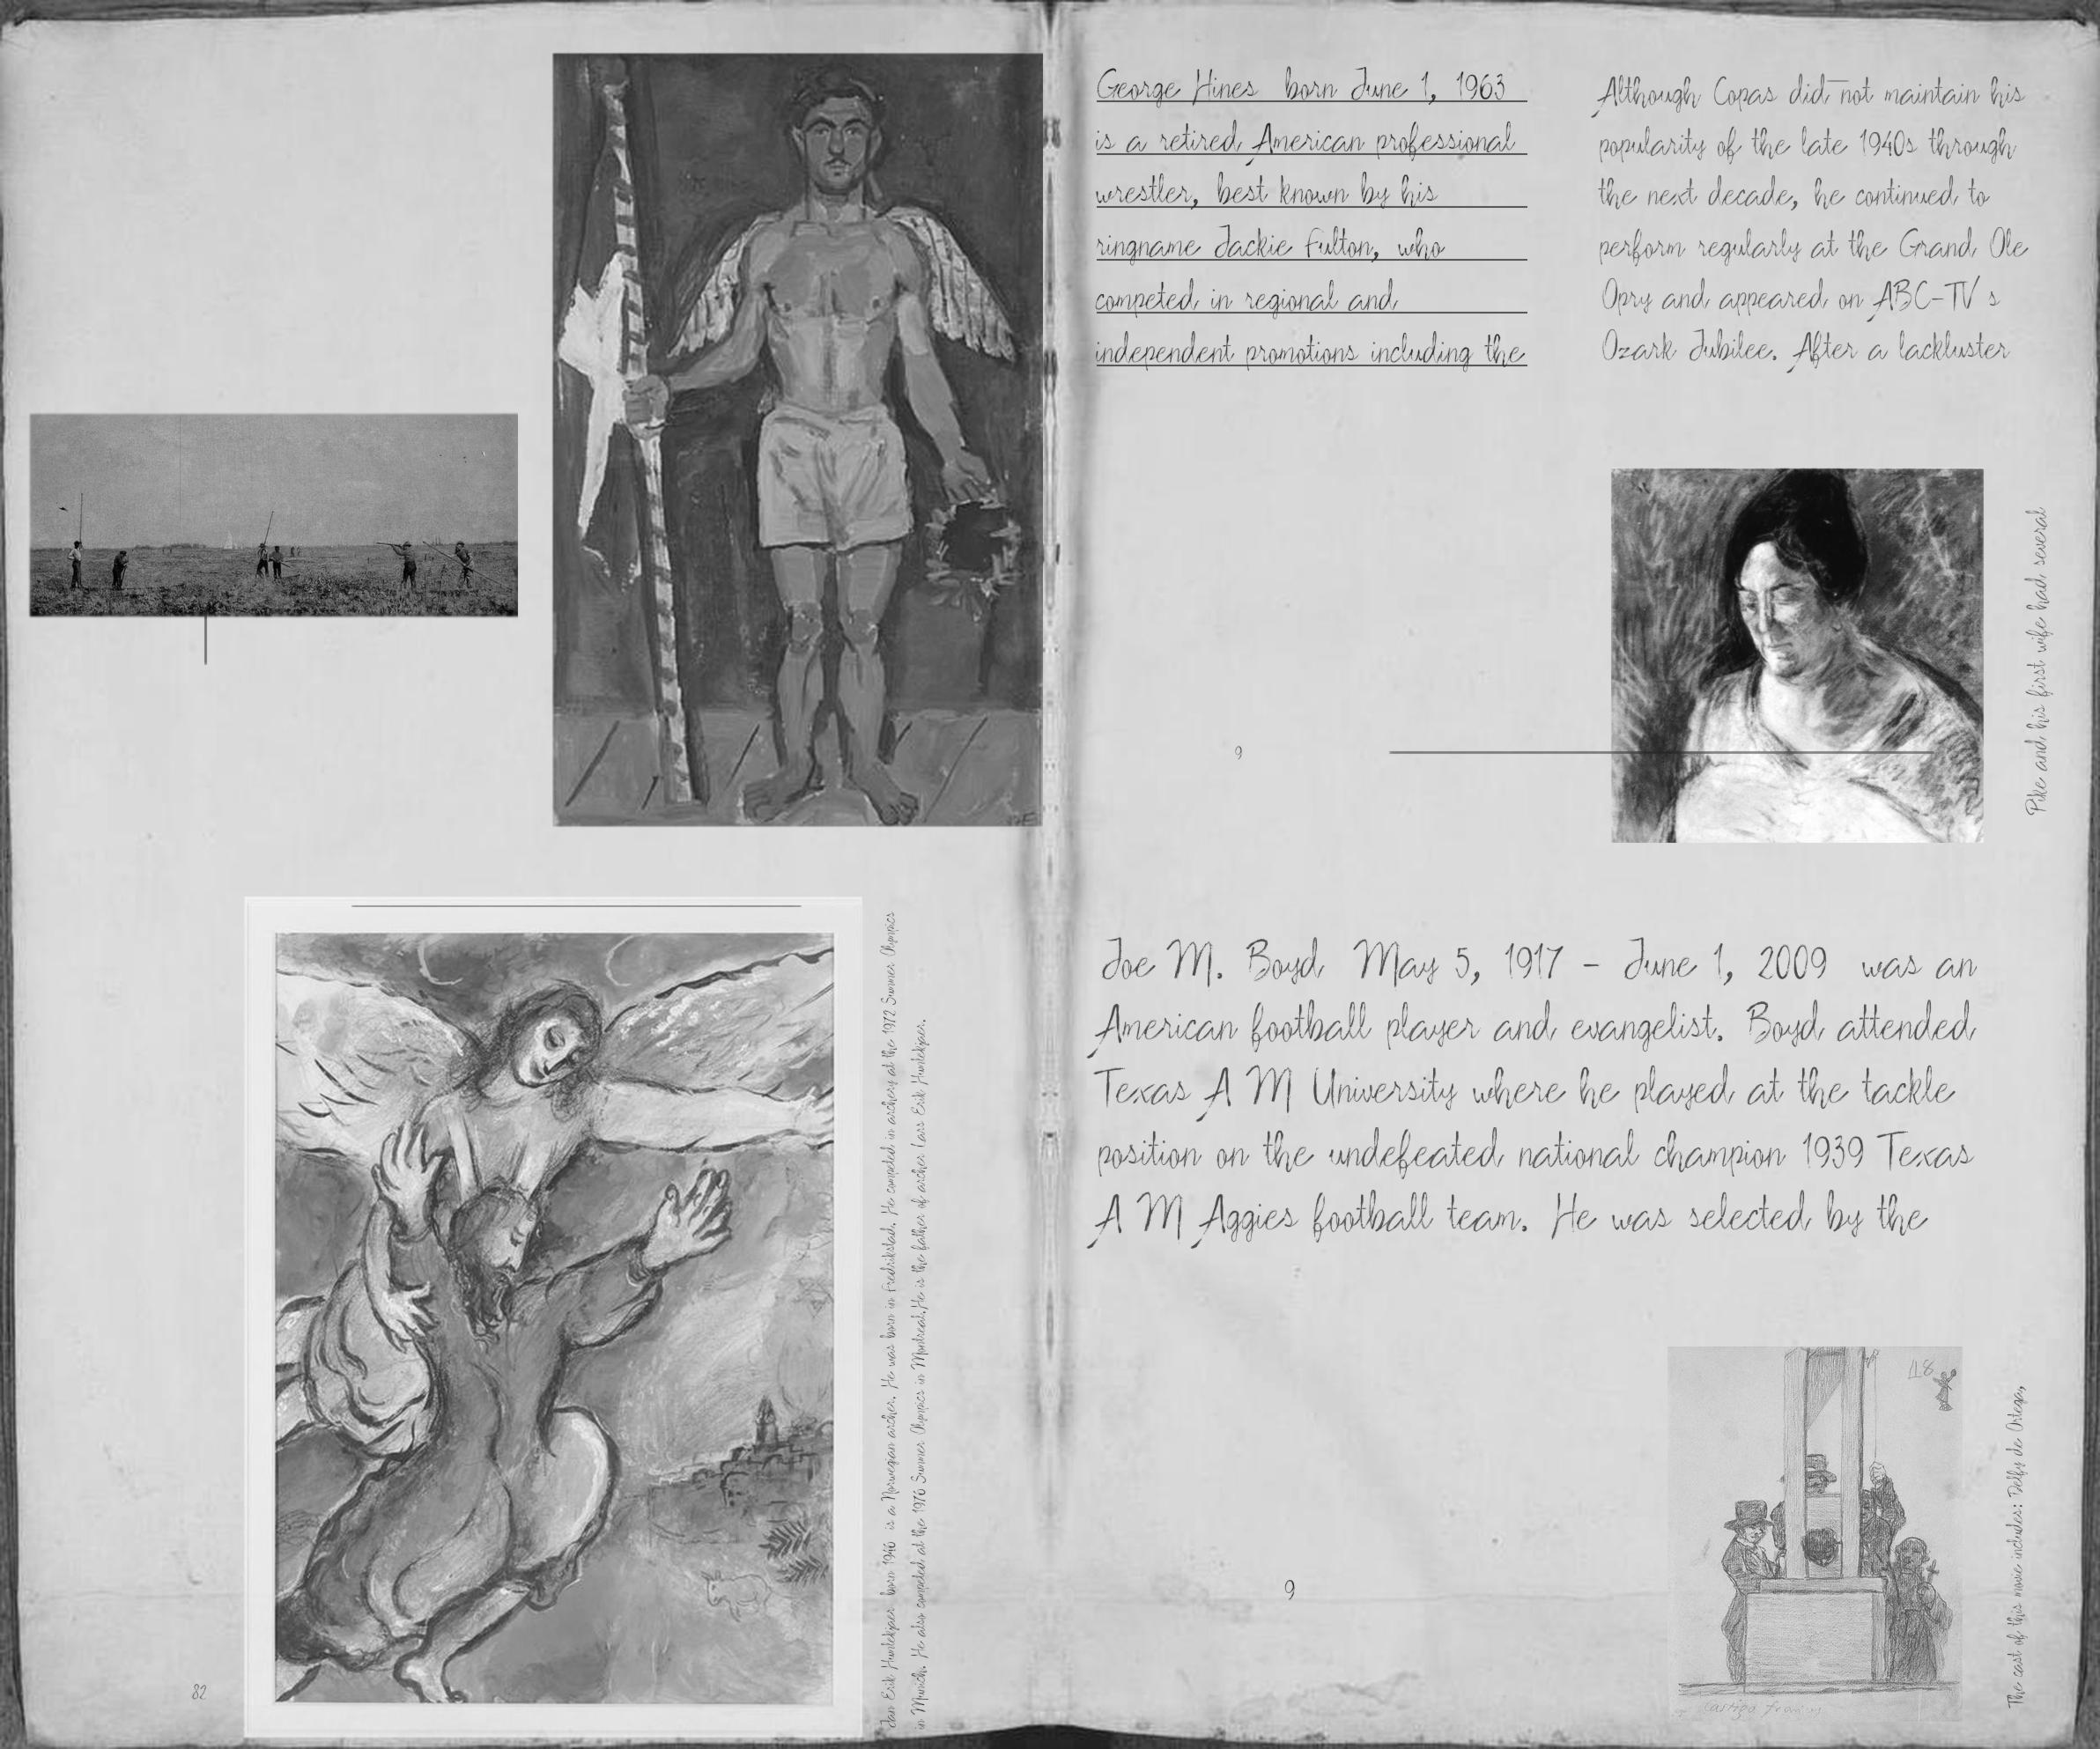 Jan Erik Humlekjær born 1946 is a Norwegian archer. He was born in Fredrikstad. He competed in archery at the 1972 Summer Olympics
in Munich. He also competed at the 1976 Summer Olympics in Montreal. He is the father of archer Lars Erik Humlekjær.
82
George Hines born June 1, 1963
is a retired American professional
wrestler, best known by his
ringname Jackie Fulton, who
competed in regional and
independent promotions including the
Although Copas did not maintain his
popularity of the late 1940s through
the next decade, he continued to
perform regularly at the Grand Ole
Opry and appeared on ABC-TV s
Ozark Jubilee. After a lackluster
Pike and his first wife had several
9
Joe M. Boyd May 5, 1917 – June 1, 2009 was an
American football player and evangelist. Boyd attended
Texas A M University where he played at the tackle
position on the undefeated national champion 1939 Texas
A M Aggies football team. He was selected by the
118
The cast of this movie includes: Delfy de Ortega,
9